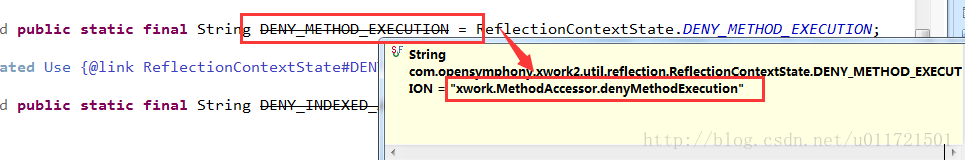 d public static final String DENY_METHOD_EXECUTION = ReflectionContextState.DENY_METHOD_EXECUTION;
String
com.opensymphony.xwork2.util.reflection.ReflectionContextState.DENY_METHOD_EXECUT
ION = "xwork.MethodAccessor.denyMethodExecution"
ated Use {@link ReflectionContextState#DENY
d public static final String DENY_INDEXED_
http://blog.csdn.net/u011721501